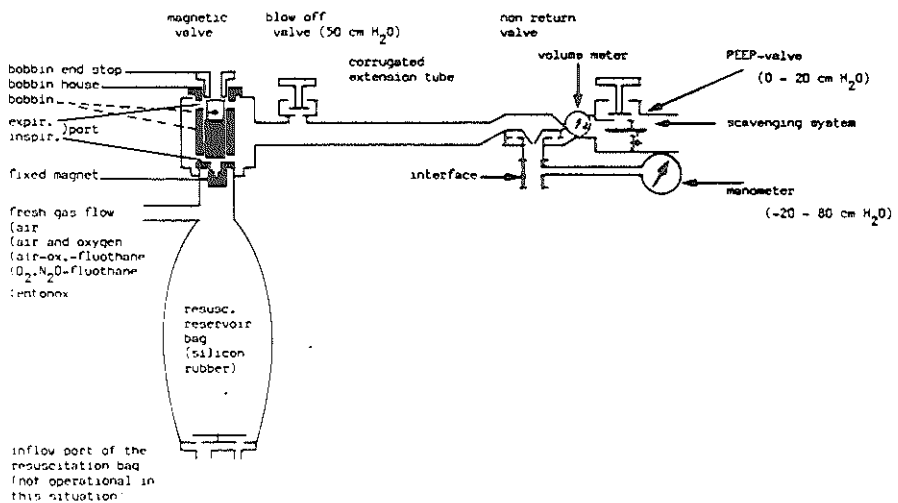 magnetic
valve
blow off
valve (50 cm H₂O)
non return
valve
volume meter
PEEP-valve
(0 - 20 cm H₂O)
corrugated
extension tube
bobbin end stop
bobbin house
bobbin
expir.
)port
inspir.
fixed magnet
scavenging system
interface
manometer
(-20 - 80 cm H₂O)
fresh gas flow
(air
(air and oxygen
(air-ox.-fluothane
(O₂.N₂O-fluothane
(entonox
resusc.
reservoir
bag
(silicon
rubber)
inflow port of the
resuscitation bag
(not operational in
this situation)